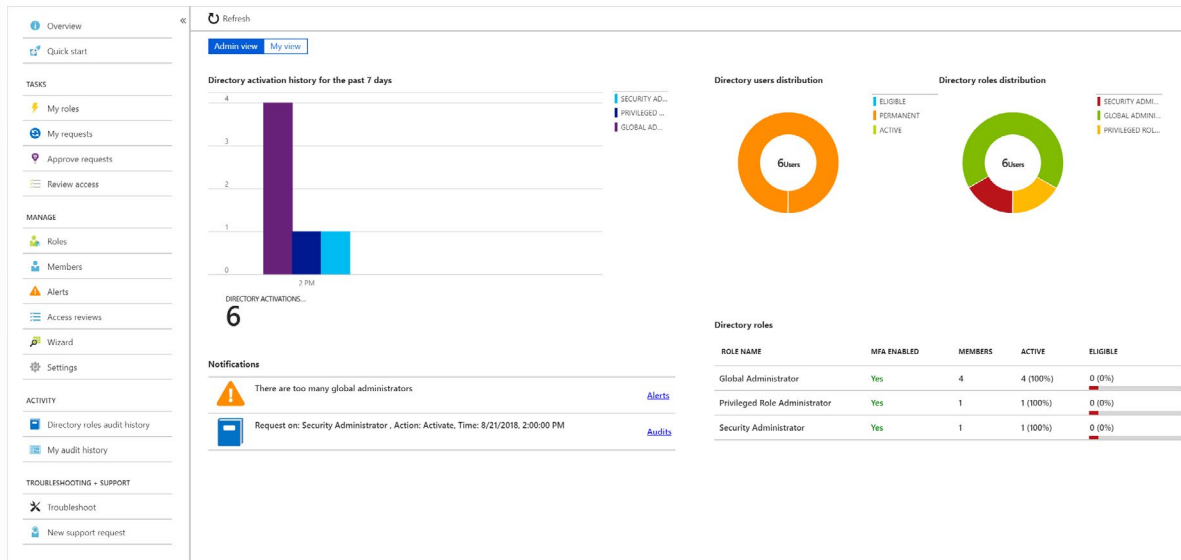 Overview
«
Quick start
TASKS
My roles
My requests
Approve requests
Review access
MANAGE
Roles
Members
Alerts
Access reviews
Wizard
Settings
ACTIVITY
Directory roles audit history
My audit history
TROUBLESHOOTING + SUPPORT
Troubleshoot
New support request
Refresh
Admin view My view
Directory activation history for the past 7 days
4
3
2
1
0
2 PM
SECURITY AD...
PRIVILEGED ...
GLOBAL AD...
DIRECTORY ACTIVATIONS...
6
Directory users distribution
6Users
ELIGIBLE
PERMANENT
ACTIVE
Directory roles distribution
6Users
SECURITY ADMI...
GLOBAL ADMINI...
PRIVILEGED ROL...
Notifications
There are too many global administrators Alerts
Request on: Security Administrator , Action: Activate, Time: 8/21/2018, 2:00:00 PM Audits
Directory roles
ROLE NAME MFA ENABLED MEMBERS ACTIVE ELIGIBLE
Global Administrator Yes 4 4 (100%) 0 (0%)
Privileged Role Administrator Yes 1 1 (100%) 0 (0%)
Security Administrator Yes 1 1 (100%) 0 (0%)